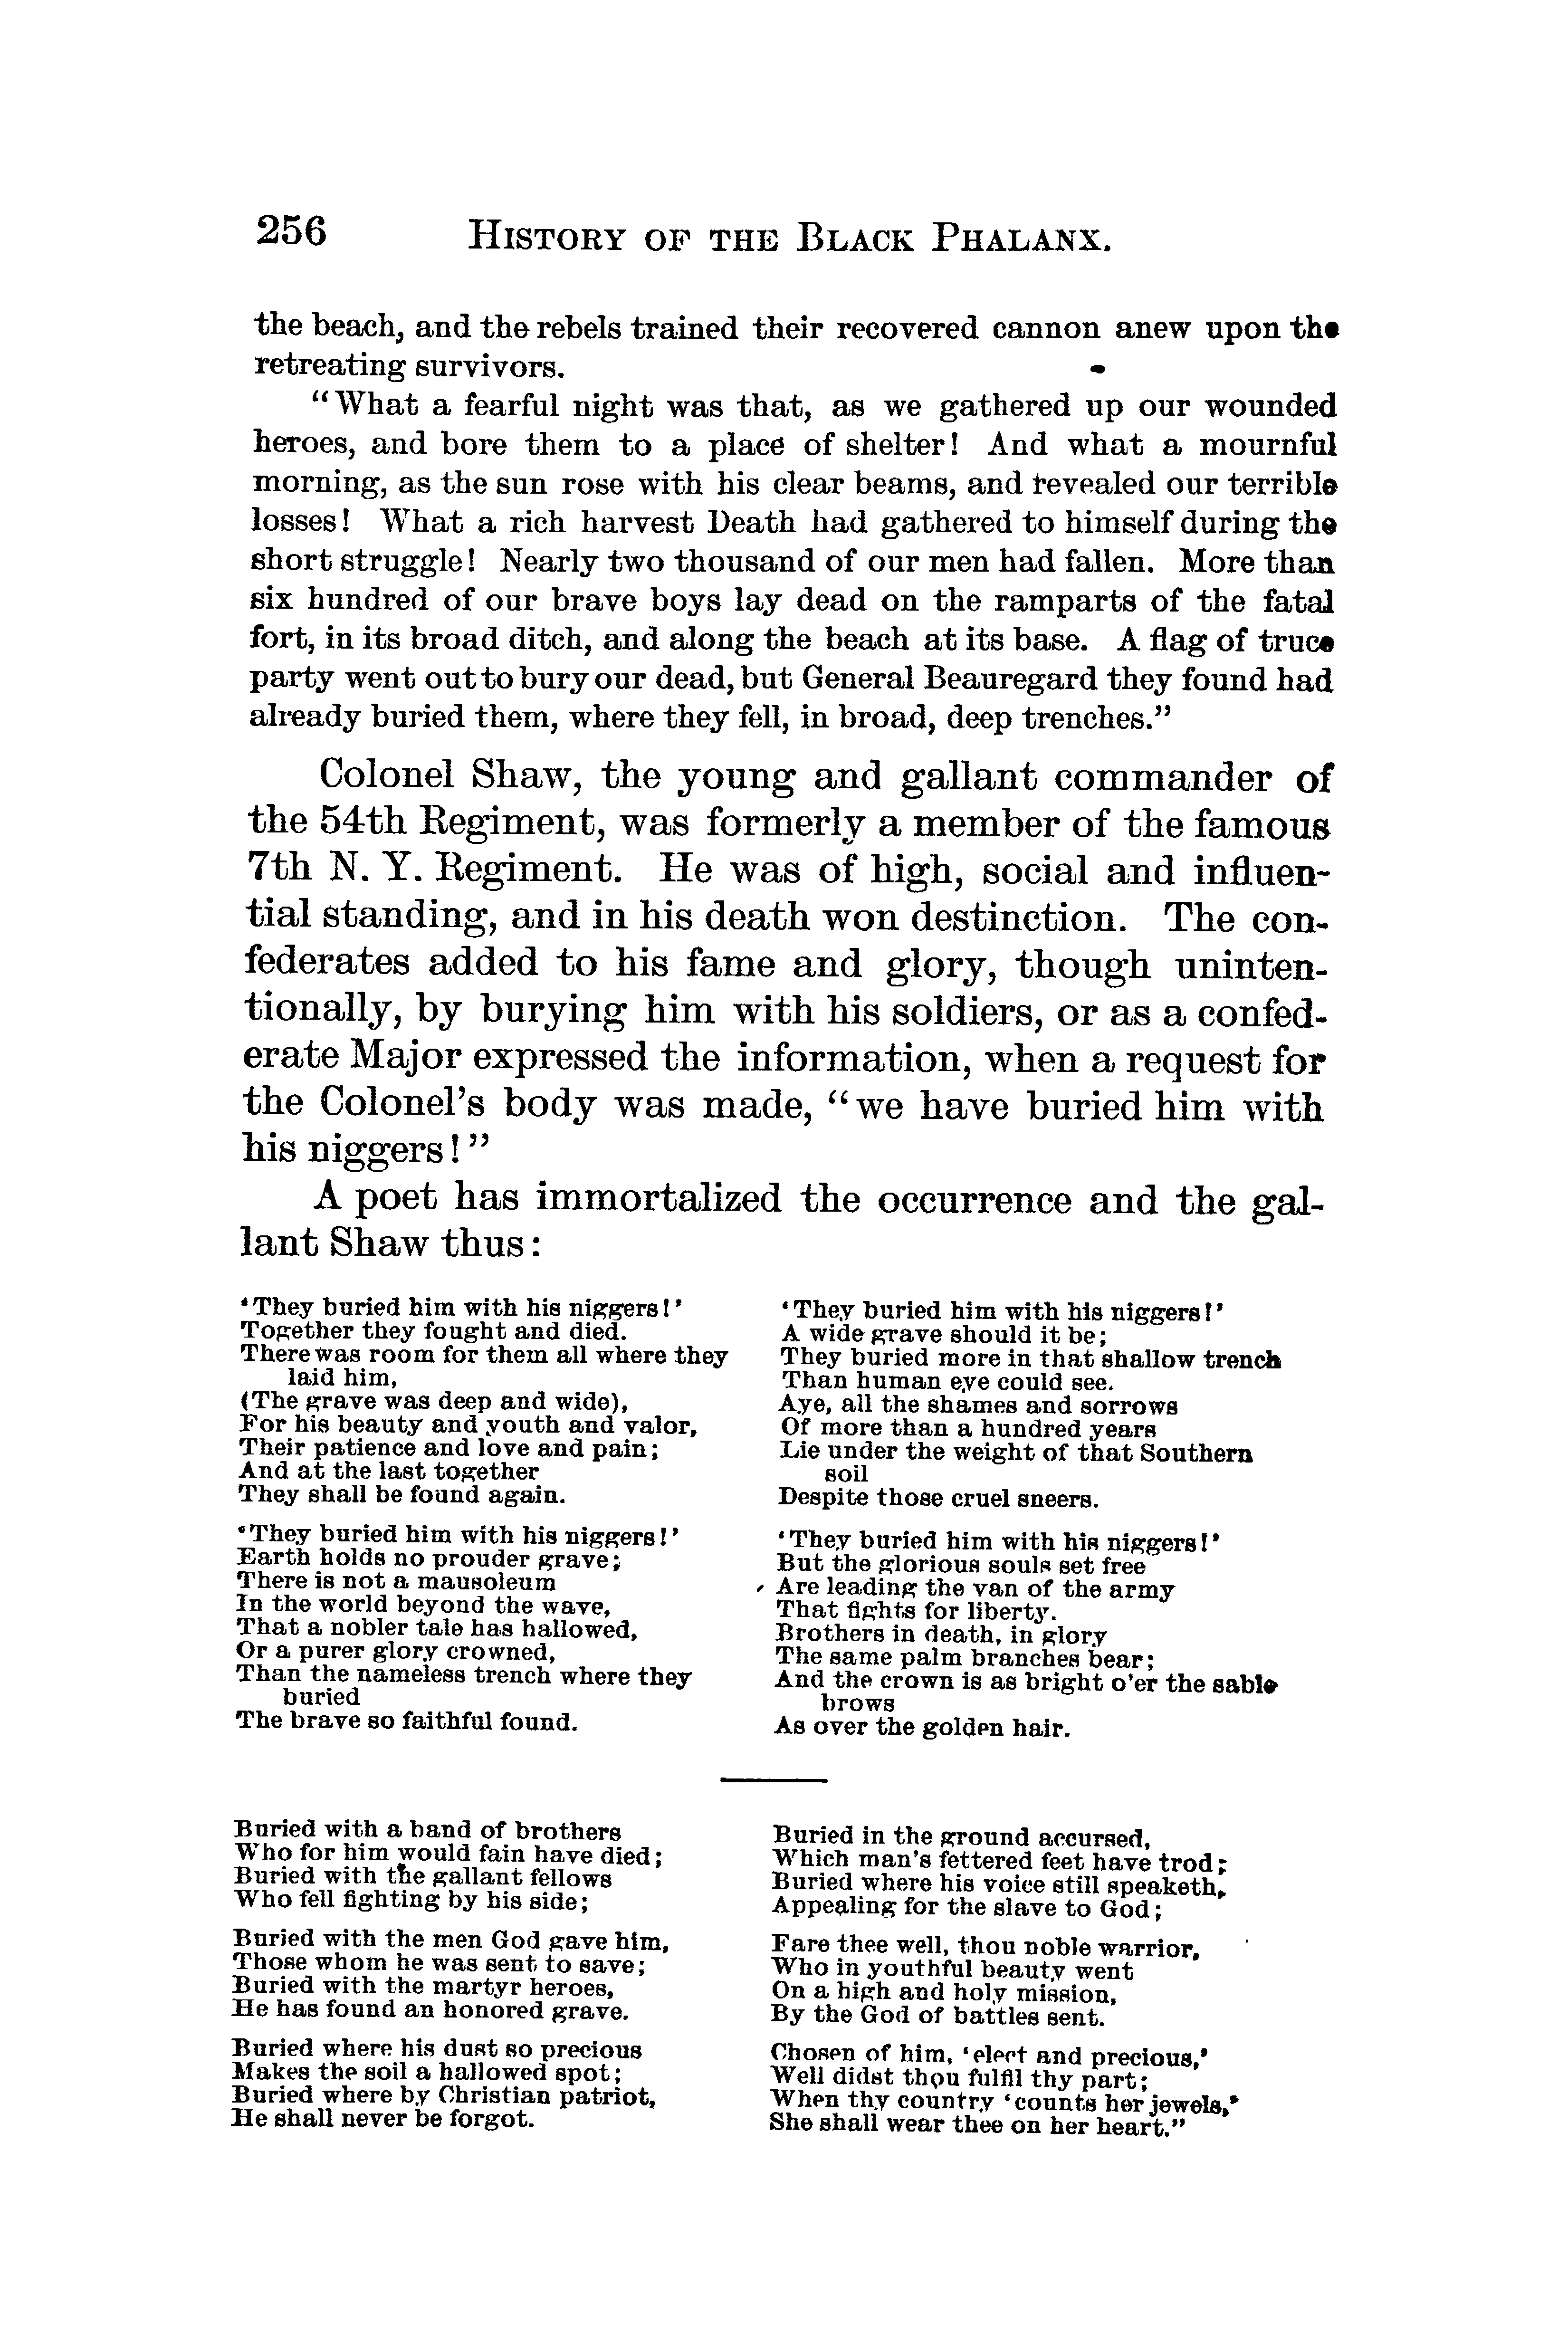 256 HISTORY OF THE BLACK PHALANX.
the beach, and the rebels trained their recovered cannon anew upon the
retreating survivors.
“What a fearful night was that, as we gathered up our wounded
heroes, and bore them to a place of shelter! And what a mournful
morning, as the sun rose with his clear beams, and revealed our terrible
losses! What a rich harvest Death had gathered to himself during the
short struggle! Nearly two thousand of our men had fallen. More than
six hundred of our brave boys lay dead on the ramparts of the fatal
fort, in its broad ditch, and along the beach at its base. A flag of truce
party went out to bury our dead, but General Beauregard they found had
already buried them, where they fell, in broad, deep trenches.”
Colonel Shaw, the young and gallant commander of
the 54th Regiment, was formerly a member of the famous
7th N. Y. Regiment. He was of high, social and influen-
tial standing, and in his death won destinction. The con-
federates added to his fame and glory, though uninten-
tionally, by burying him with his soldiers, or as a confed-
erate Major expressed the information, when a request for
the Colonel’s body was made, “we have buried him with
his niggers!”
A poet has immortalized the occurrence and the gal-
lant Shaw thus:
‘They buried him with his niggers!’
Together they fought and died.
There was room for them all where they
laid him,
(The grave was deep and wide),
For his beauty and youth and valor,
Their patience and love and pain;
And at the last together
They shall be found again.
‘They buried him with his niggers!’
Earth holds no prouder grave;
There is not a mausoleum
In the world beyond the wave,
That a nobler tale has hallowed,
Or a purer glory crowned,
Than the nameless trench where they
buried
The brave so faithful found.
‘They buried him with his niggers!’
A wide grave should it be;
They buried more in that shallow trench
Than human eye could see.
Aye, all the shames and sorrows
Of more than a hundred years
Lie under the weight of that Southern
soil
Despite those cruel sneers.
‘They buried him with his niggers!’
But the glorious souls set free
Are leading the van of the army
That fights for liberty.
Brothers in death, in glory
The same palm branches bear;
And the crown is as bright o’er the sable
brows
As over the golden hair.
Buried with a band of brothers
Who for him would fain have died;
Buried with the gallant fellows
Who fell fighting by his side;
Buried with the men God gave him,
Those whom he was sent to save;
Buried with the martyr heroes,
He has found an honored grave.
Buried where his dust so precious
Makes the soil a hallowed spot;
Buried where by Christian patriot,
He shall never be forgot.
Buried in the ground accursed,
Which man’s fettered feet have trod;
Buried where his voice still speaketh,
Appealing for the slave to God;
Fare thee well, thou noble warrior,
Who in youthful beauty went
On a high and holy mission,
By the God of battles sent.
Chosen of him, ‘elect and precious,’
Well didst thou fulfil thy part;
When thy country ‘counts her jewels,’
She shall wear thee on her heart.”